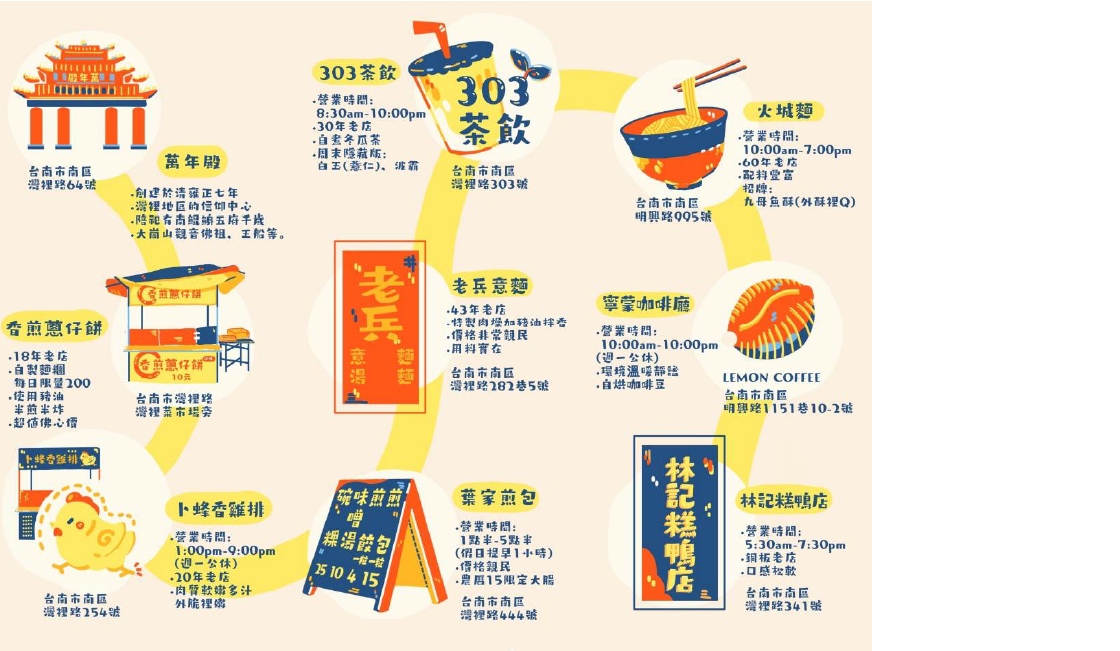 殿年萬
台南市南區
灣裡路64號
萬年殿
•創建於清雍正七年
•灣裡地區的信仰中心
•陪祀有南鯤鯓五府千歲
•大崗山觀音佛祖、王船等。
香煎蔥仔餅
•18年老店
•自製麵糰
每日限量200
•使用豬油
半煎半炸
•超值佛心價
香煎蔥仔餅
香煎蔥仔餅
10元
台南市灣裡路
灣裡菜市場旁
卜蜂香雞排
台南市南區
灣裡路254號
卜蜂香雞排
•營業時間:
1:00pm-9:00pm
(週一公休)
•20年老店
•肉質軟嫩多汁
外脆裡嫩
303茶飲
•營業時間:
8:30am-10:00pm
•30年老店
•自煮冬瓜茶
•周末隱藏版:
白玉(薏仁)、波霸
303
茶飲
台南市南區
灣裡路303號
老兵
意麵
湯麵
老兵意麵
•43年老店
•特製肉燥加豬油拌香
•價格非常親民
•用料實在
台南市南區
灣裡路282巷5號
碗味煎煎
粿湯餃包
一粒一粒
25 10 4 15
葉家煎包
•營業時間:
1點半-5點半
(假日提早1小時)
•價格親民
•農曆15限定大腸
台南市南區
灣裡路444號
台南市南區
明興路995號
火城麵
•營業時間:
10:00am-7:00pm
•60年老店
•配料豐富
招牌:
九母魚酥(外酥裡Q)
寧蒙咖啡廳
•營業時間:
10:00am-10:00pm
(週一公休)
•環境溫暖靜謐
•自烘咖啡豆
LEMON COFFEE
台南市南區
明興路1151巷10-2號
林記糕鴨店
林記糕鴨店
•營業時間:
5:30am-7:30pm
•銅板老店
•口感松軟
台南市南區
灣裡路341號